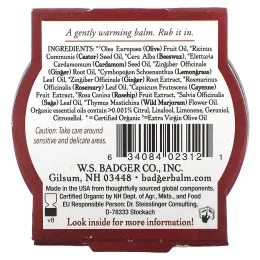 A gently warming balm. Rub it in.
INGREDIENTS: *^Olea Europaea (Olive) Fruit Oil, *Ricinus
Communis (Castor) Seed Oil, *Cera Alba (Beeswax), *Elettaria
Cardamomum (Cardamom) Seed Oil, *Zingiber Officinale
(Ginger) Root Oil, *Cymbopogon Schoenanthus (Lemongrass)
Leaf Oil, *Zingiber Officinale (Ginger) Root Extract, *Rosmarinus
Officinalis (Rosemary) Leaf Oil, *Capsicum Frutescens (Cayenne)
Fruit Extract, *Rosa Canina (Rosehip) Fruit Extract, *Salvia Officinalis
(Sage) Leaf Oil, *Thymus Mastichina (Wild Marjoram) Flower Oil.
Organic essential oils contain >0.001% Citral, Linalool, Limonene, Geraniol,
Citronellol. *=Certified Organic ^=Extra Virgin Olive Oil
Caution: Take care around
sensitive and delicate areas.
6 34084 02312 1
W.S. BADGER CO., INC.
Gilsum, NH 03448 • badgerbalm.com
Made in the USA from thoughtfully sourced global components.
Certified Organic by NH Dept. of Agr., Mkts, and Food
EU Responsible Person: Dr. Steinsinger Consulting,
D-78333 Stockach
v8
Look inside for more information!